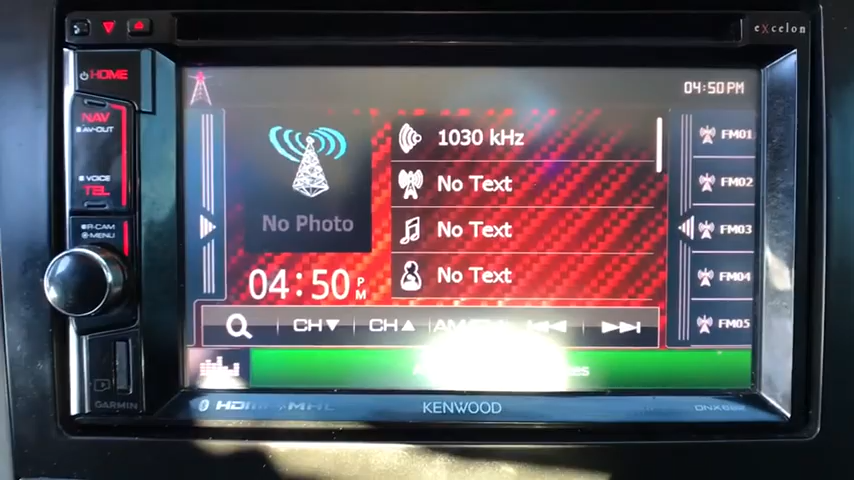 eXcelon
HOME
04:50 PM
NAV
AV-OUT
VOICE
TEL
R-CAM
MENU
1030 kHz
No Text
No Text
No Text
No Photo
04:50 PM
FM01
FM02
FM03
FM04
FM05
CH▼ CH▲
GARMIN
HDMI MHL
KENWOOD